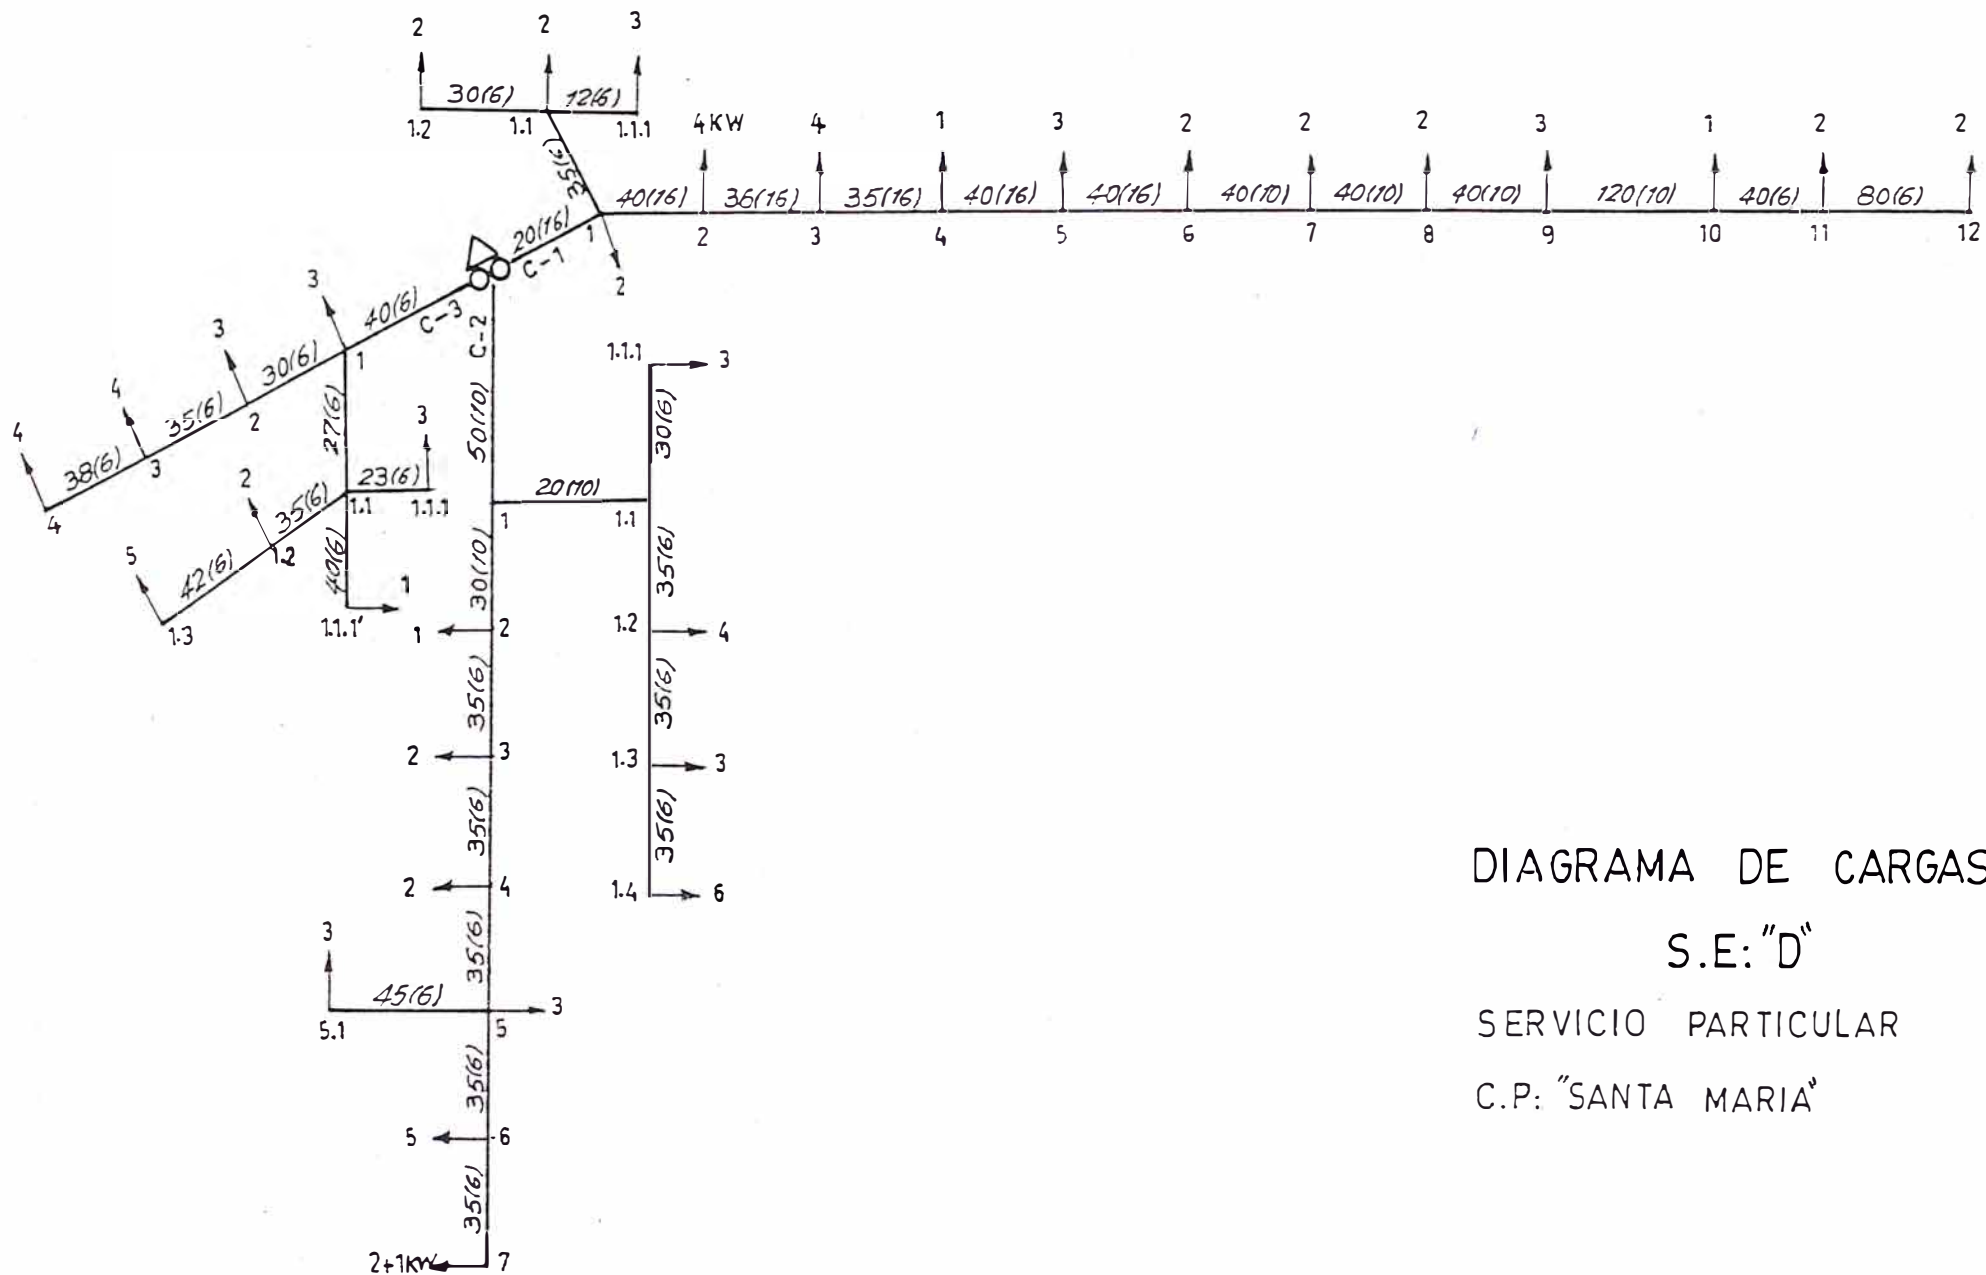 2 2 3
30(6) 12(6)
1.2 1.1 1.1.1
35(6)
4KW 4 1 3 2 2 2 3 1 2 2
40(16) 36(16) 35(16) 40(16) 40(16) 40(10) 40(10) 40(10) 120(10) 40(6) 80(6)
1 2 3 4 5 6 7 8 9 10 11 12
20(16)
C-1
2
3 40(6)
C-3
C-2
3 30(6) 1
4 35(6) 2
4 38(6) 3
4
27(6)
3
23(6)
1.1 1.1.1
2 35(6)
5 42(6) 1.2
1.3
40(6)
1
1.1.1'
50(10)
1
20(10)
1.1
1.1.1 3
30(6)
30(10)
35(6)
1 2
1.2 4
35(6)
35(6)
2 3
1.3 3
35(6)
35(6)
2 4
1.4 6
35(6)
3
45(6)
5.1 5 3
35(6)
5 6
35(6)
2+1KW 7
DIAGRAMA DE CARGAS
S.E: "D"
SERVICIO PARTICULAR
C.P: "SANTA MARIA"